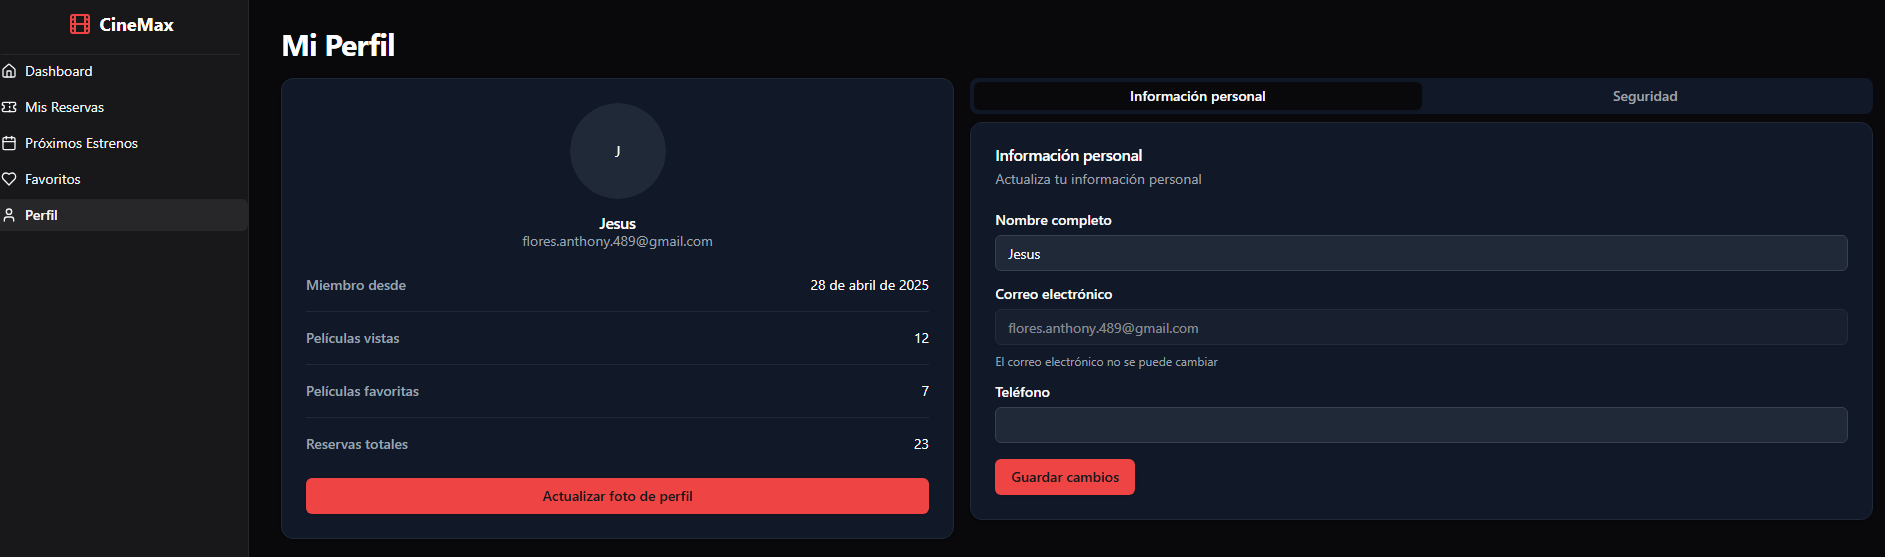 CineMax
Dashboard
Mis Reservas
Próximos Estrenos
Favoritos
Perfil
Mi Perfil
J
Jesus
flores.anthony.489@gmail.com
Miembro desde 28 de abril de 2025
Películas vistas 12
Películas favoritas 7
Reservas totales 23
Actualizar foto de perfil
Información personal Seguridad
Información personal
Actualiza tu información personal
Nombre completo
Jesus
Correo electrónico
flores.anthony.489@gmail.com
El correo electrónico no se puede cambiar
Teléfono
Guardar cambios